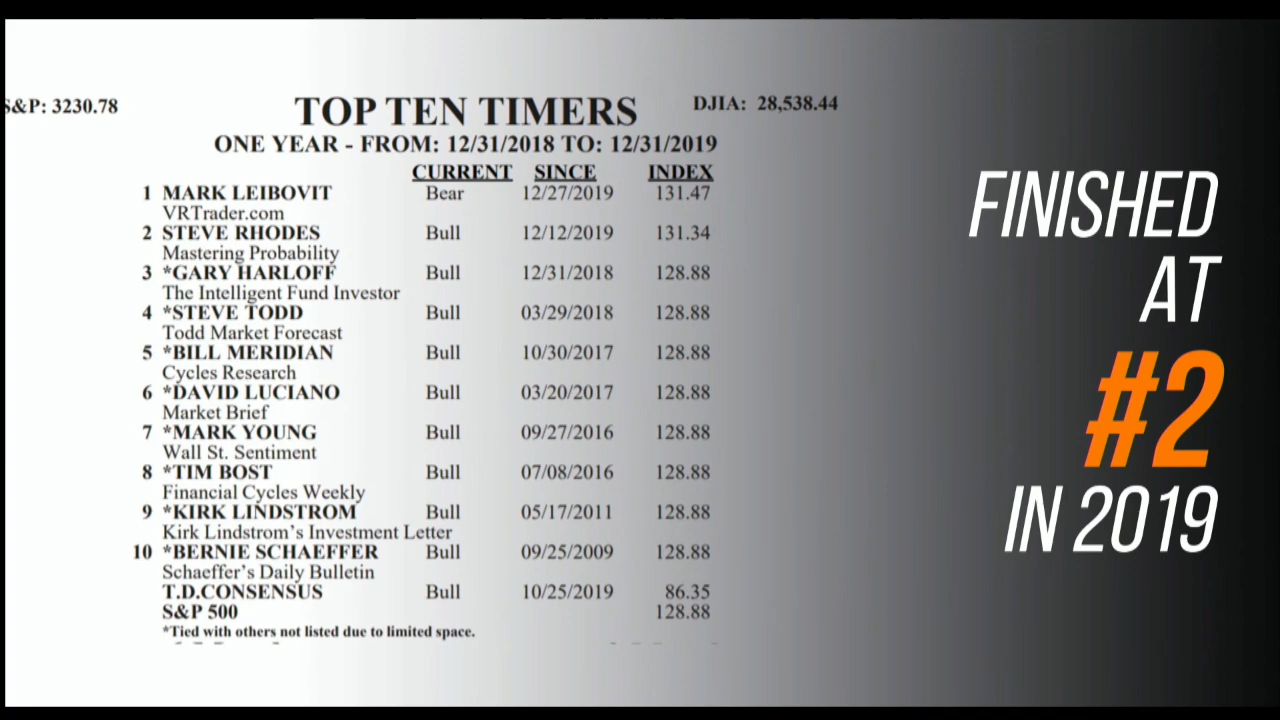 S&P: 3230.78
TOP TEN TIMERS
DJIA: 28,538.44
ONE YEAR - FROM: 12/31/2018 TO: 12/31/2019
CURRENT SINCE INDEX
1 MARK LEIBOVIT Bear 12/27/2019 131.47
VRTrader.com
2 STEVE RHODES Bull 12/12/2019 131.34
Mastering Probability
3 *GARY HARLOFF Bull 12/31/2018 128.88
The Intelligent Fund Investor
4 *STEVE TODD Bull 03/29/2018 128.88
Todd Market Forecast
5 *BILL MERIDIAN Bull 10/30/2017 128.88
Cycles Research
6 *DAVID LUCIANO Bull 03/20/2017 128.88
Market Brief
7 *MARK YOUNG Bull 09/27/2016 128.88
Wall St. Sentiment
8 *TIM BOST Bull 07/08/2016 128.88
Financial Cycles Weekly
9 *KIRK LINDSTROM Bull 05/17/2011 128.88
Kirk Lindstrom's Investment Letter
10 *BERNIE SCHAEFFER Bull 09/25/2009 128.88
Schaeffer's Daily Bulletin
T.D.CONSENSUS Bull 10/25/2019 86.35
S&P 500 128.88
*Tied with others not listed due to limited space.
FINISHED
AT
#2
IN 2019